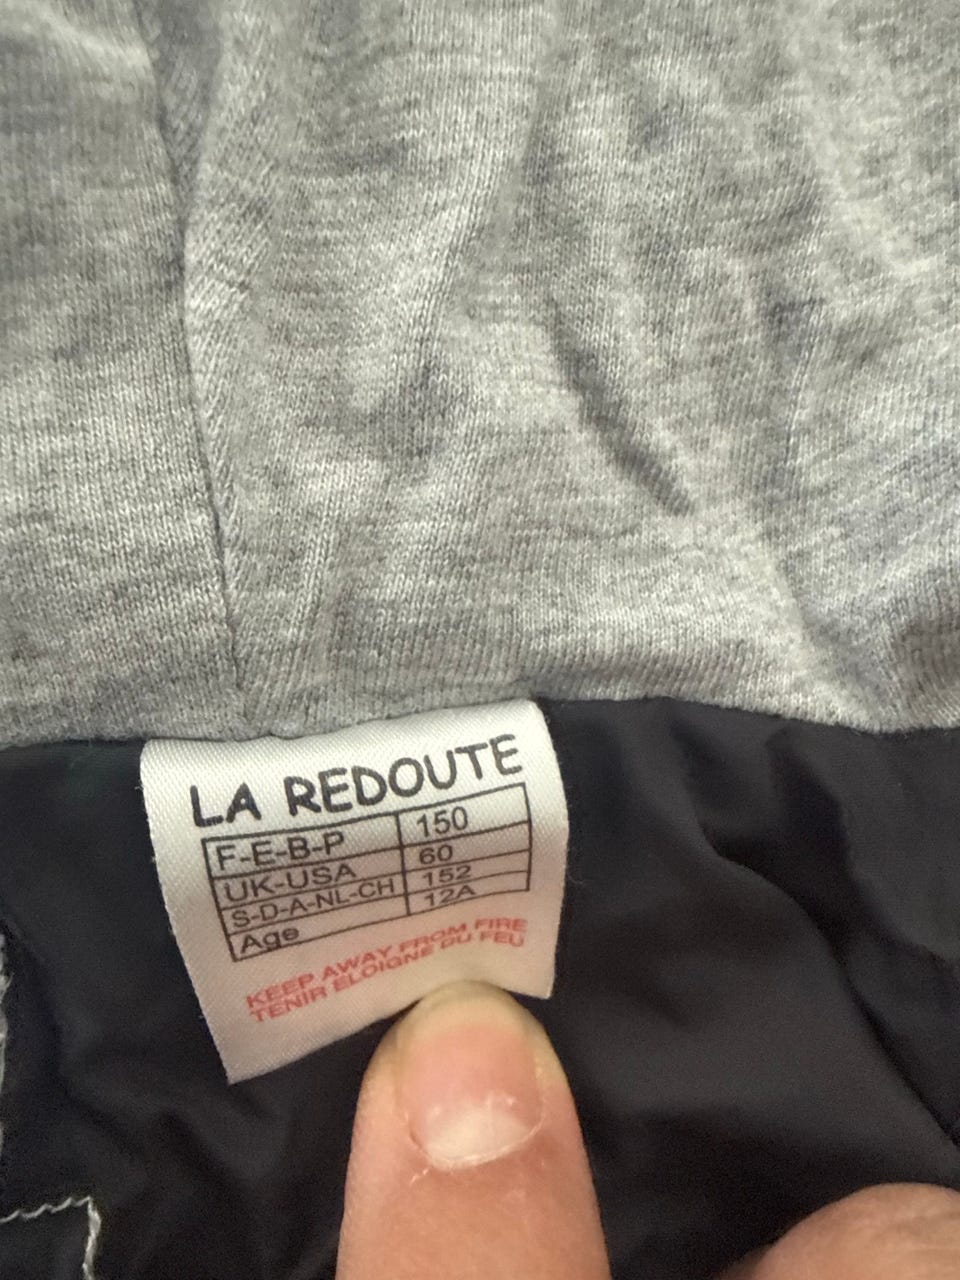 LA REDOUTE
F-E-B-P 150
UK-USA 60
S-D-A-NL-CH 152
Age 12A
KEEP AWAY FROM FIRE
TENIR ELOIGNE DU FEU